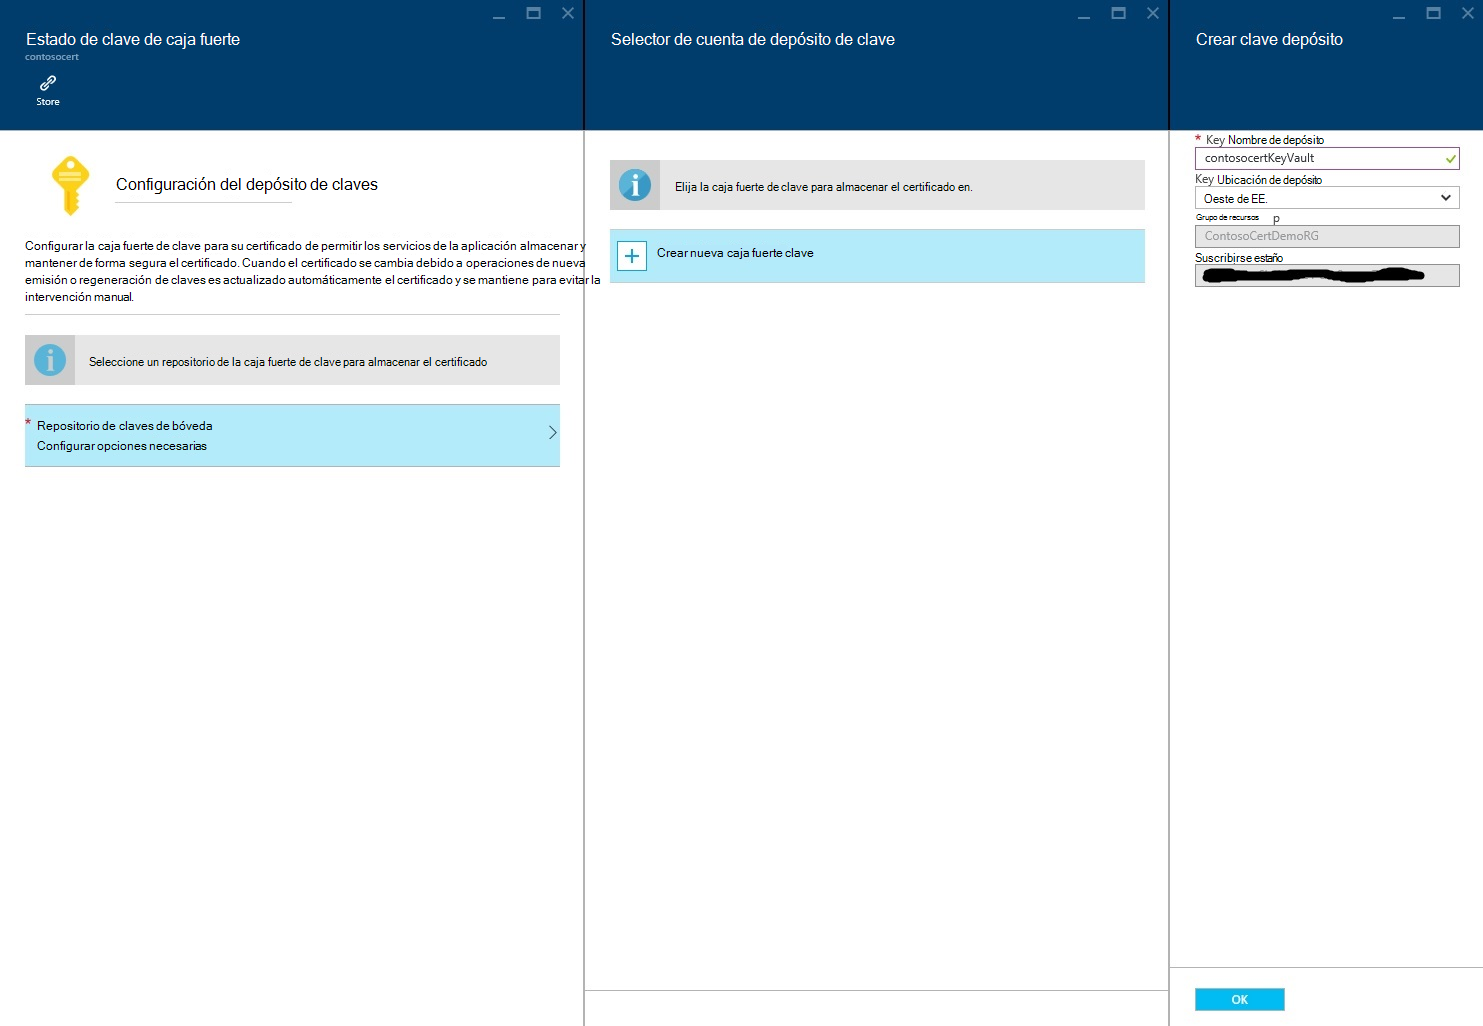 Estado de clave de caja fuerte
contosocert
Store
Configuración del depósito de claves
Configurar la caja fuerte de clave para su certificado de permitir los servicios de la aplicación almacenar y
mantener de forma segura el certificado. Cuando el certificado se cambia debido a operaciones de nueva
emisión o regeneración de claves es actualizado automáticamente el certificado y se mantiene para evitar la
intervención manual.
Seleccione un repositorio de la caja fuerte de clave para almacenar el certificado
* Repositorio de claves de bóveda
Configurar opciones necesarias
Selector de cuenta de depósito de clave
Elija la caja fuerte de clave para almacenar el certificado en.
Crear nueva caja fuerte clave
Crear clave depósito
* Key Nombre de depósito
contosocertKeyVault
Key Ubicación de depósito
Oeste de EE.
Grupo de recursos p
ContosoCertDemoRG
Suscribirse estaño
OK